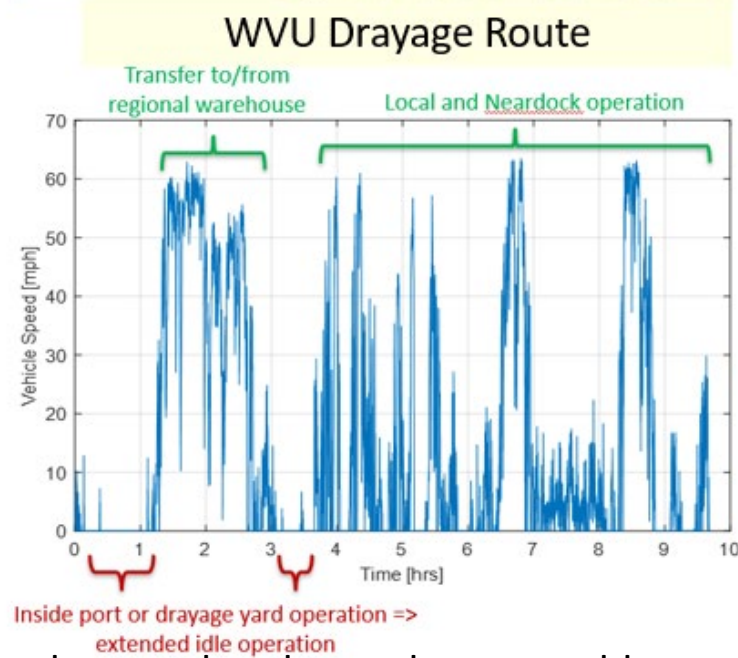 WVU Drayage Route
Transfer to/from
regional warehouse
Local and Neardock operation
70
60
50
40
30
20
10
0
Vehicle Speed [mph]
0 1 2 3 4 5 6 7 8 9 10
Time [hrs]
Inside port or drayage yard operation =>
extended idle operation